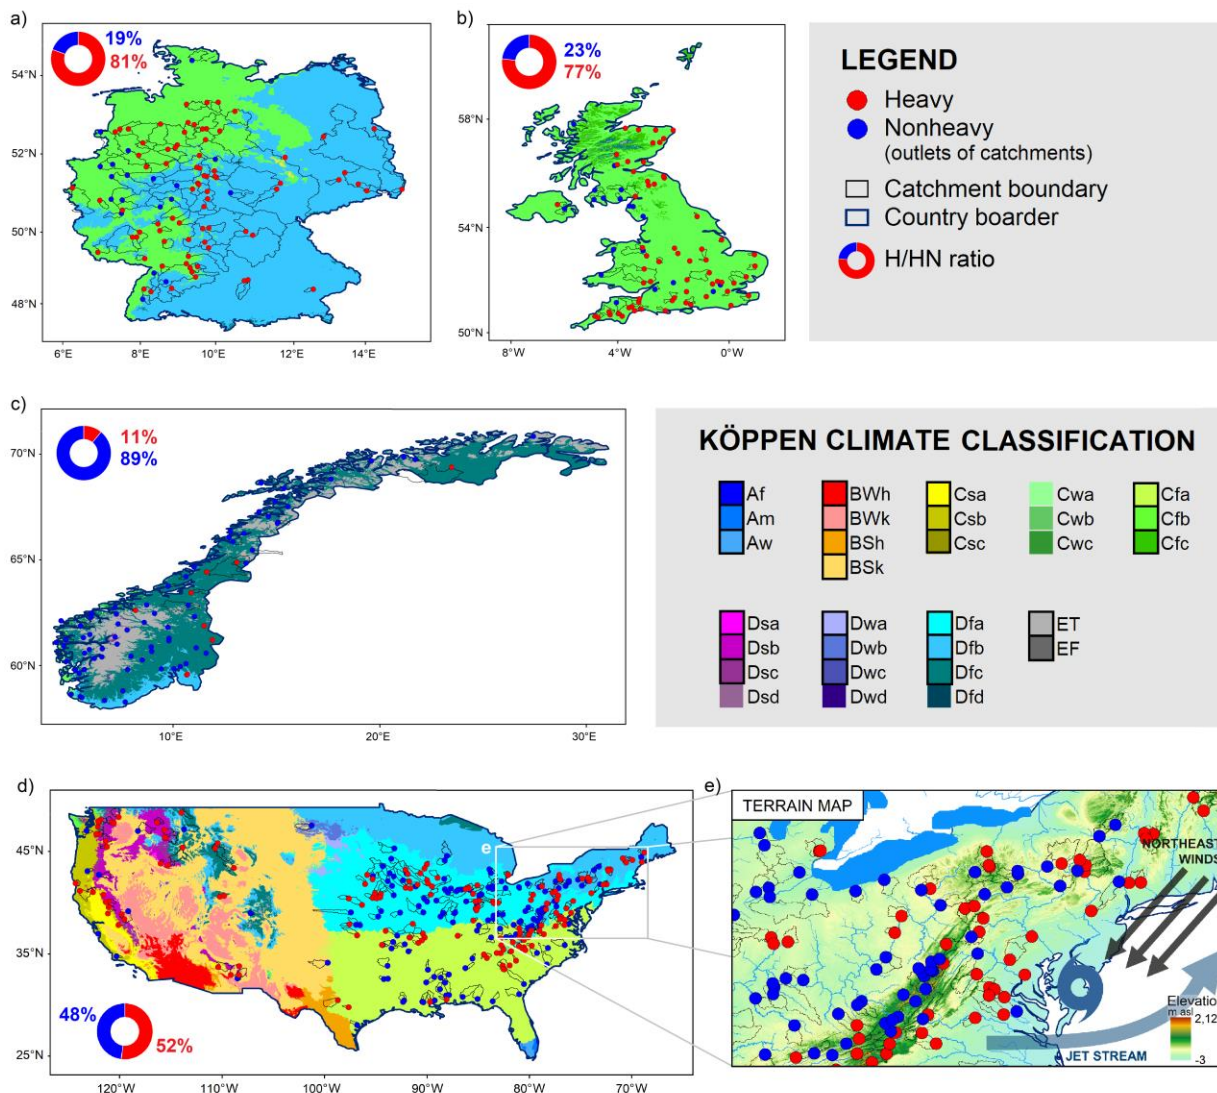 a)
19%
81%
54°N
52°N
50°N
48°N
6°E
8°E
10°E
12°E
14°E
b)
23%
77%
58°N
54°N
50°N
8°W
4°W
0°W
LEGEND
Heavy
Nonheavy
(outlets of catchments)
Catchment boundary
Country boarder
H/HN ratio
c)
11%
89%
70°N
65°N
60°N
10°E
20°E
30°E
KÖPPEN CLIMATE CLASSIFICATION
Af
Am
Aw
BWh
BWk
BSh
BSk
Csa
Csb
Csc
Cwa
Cwb
Cwc
Cfa
Cfb
Cfc
Dsa
Dsb
Dsc
Dsd
Dwa
Dwb
Dwc
Dwd
Dfa
Dfb
Dfc
Dfd
ET
EF
d)
45°N
35°N
25°N
48%
52%
e
120°W
110°W
100°W
90°W
80°W
70°W
e)
TERRAIN MAP
NORTHEAST
WINDS
JET STREAM
Elevation
m asl
2,12
-3